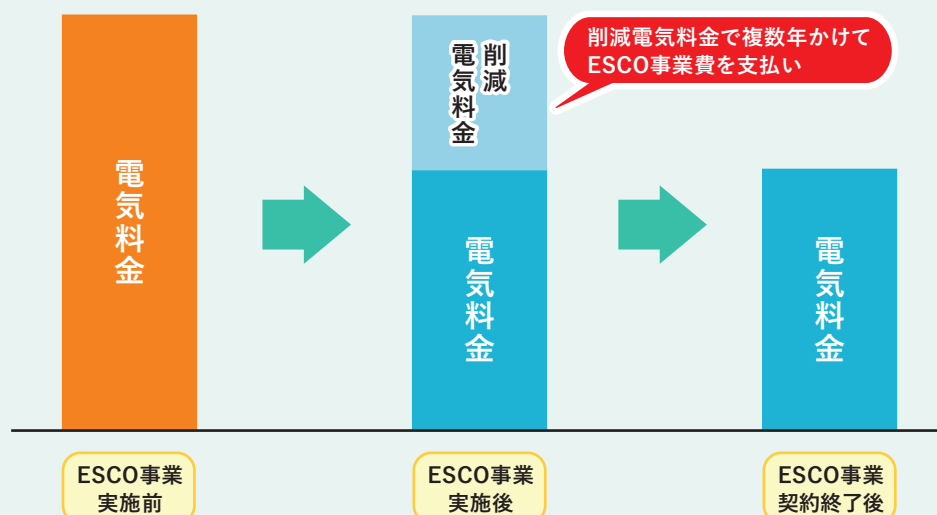 電気料金
削減
電気料金
削減電気料金で複数年かけて
ESCO事業費を支払い
電気料金
電気料金
ESCO事業
実施前
ESCO事業
実施後
ESCO事業
契約終了後